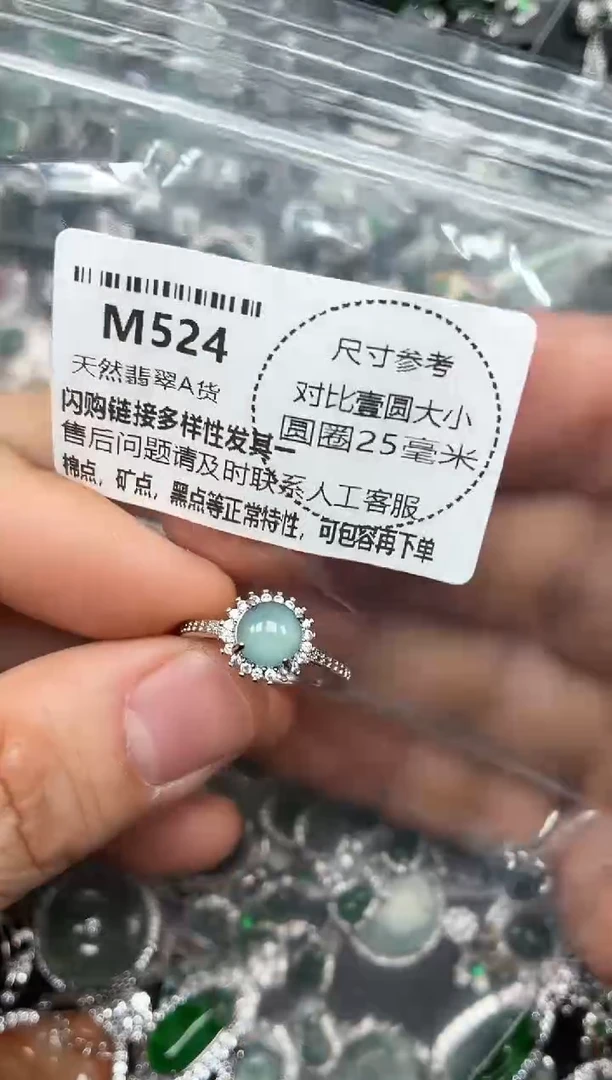 M524
天然翡翠A货
尺寸参考
对比壹圆大小
圆圈25毫米
闪购链接多样性发其一
售后问题请及时联系人工客服
棉点，矿点，黑点等正常特性，可包容再下单